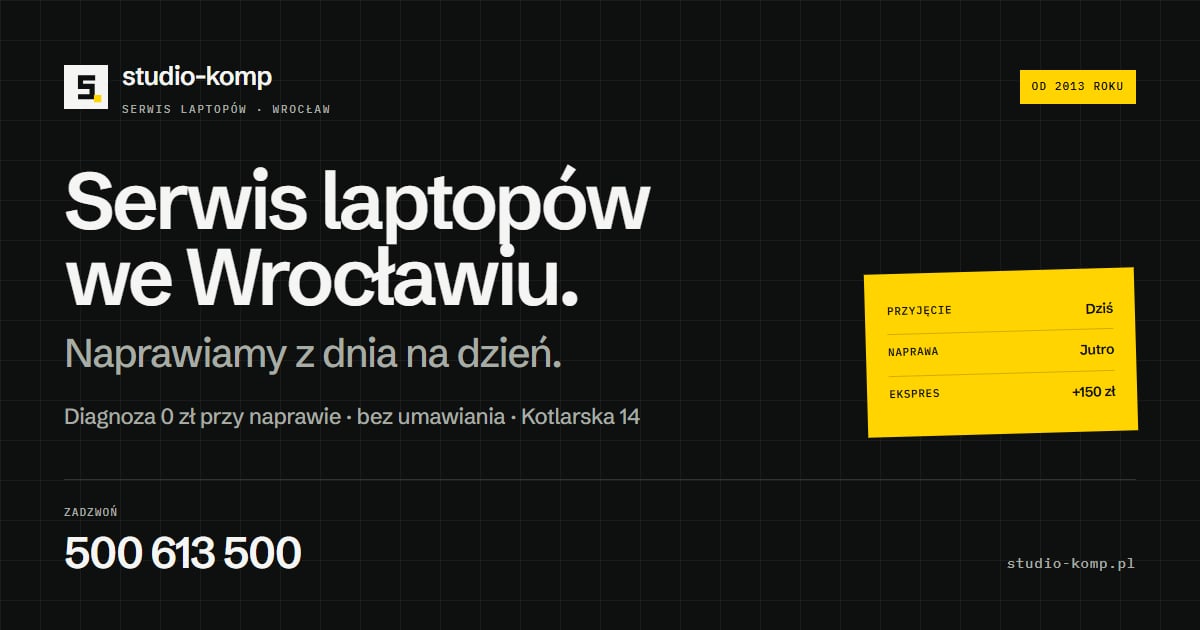 studio-komp
SERWIS LAPTOPÓW · WROCŁAW
OD 2013 ROKU
Serwis laptopów
we Wrocławiu.
Naprawiamy z dnia na dzień.
Diagnoza 0 zł przy naprawie · bez umawiania · Kotlarska 14
PRZYJĘCIE Dziś
NAPRAWA Jutro
EKSPRES +150 zł
ZADZWOŃ
500 613 500
studio-komp.pl